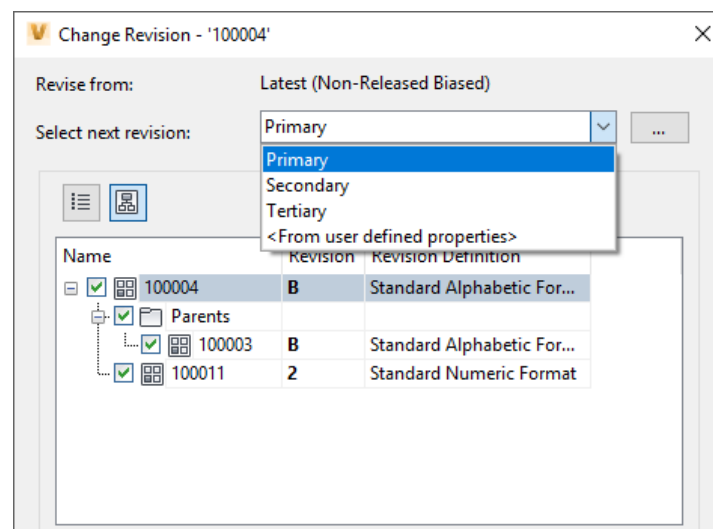 Change Revision - '100004'
Revise from: Latest (Non-Released Biased)
Select next revision: Primary ...
Primary
Secondary
Tertiary
<From user defined properties>
Name Revision Revision Definition
100004 B Standard Alphabetic For...
Parents
100003 B Standard Alphabetic For...
100011 2 Standard Numeric Format